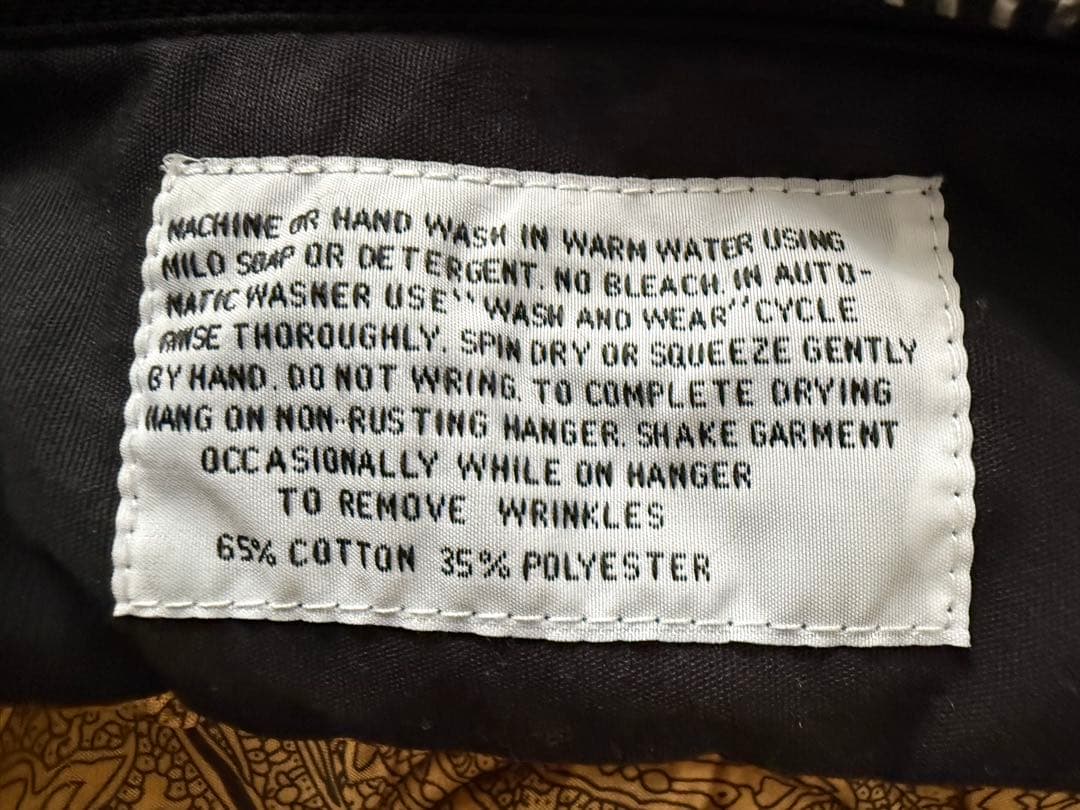 MACHINE OR HAND WASH IN WARM WATER USING
MILD SOAP OR DETERGENT. NO BLEACH. IN AUTO-
MATIC WASHER USE "WASH AND WEAR" CYCLE
RINSE THOROUGHLY. SPIN DRY OR SQUEEZE GENTLY
BY HAND. DO NOT WRING. TO COMPLETE DRYING
HANG ON NON-RUSTING HANGER. SHAKE GARMENT
OCCASIONALLY WHILE ON HANGER
TO REMOVE WRINKLES
65% COTTON 35% POLYESTER